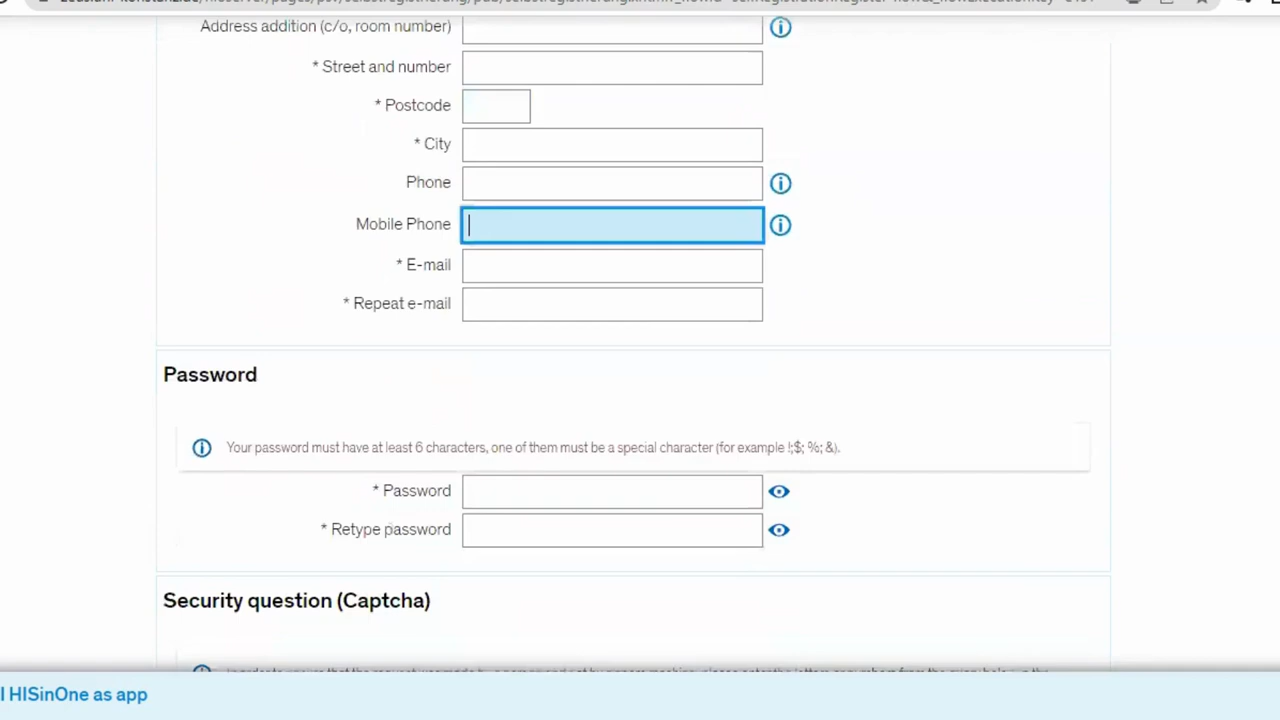 Address addition (c/o, room number)
* Street and number
* Postcode
* City
Phone
Mobile Phone
* E-mail
* Repeat e-mail
Password
Your password must have at least 6 characters, one of them must be a special character (for example !;$; %; &).
* Password
* Retype password
Security question (Captcha)
HISinOne as app